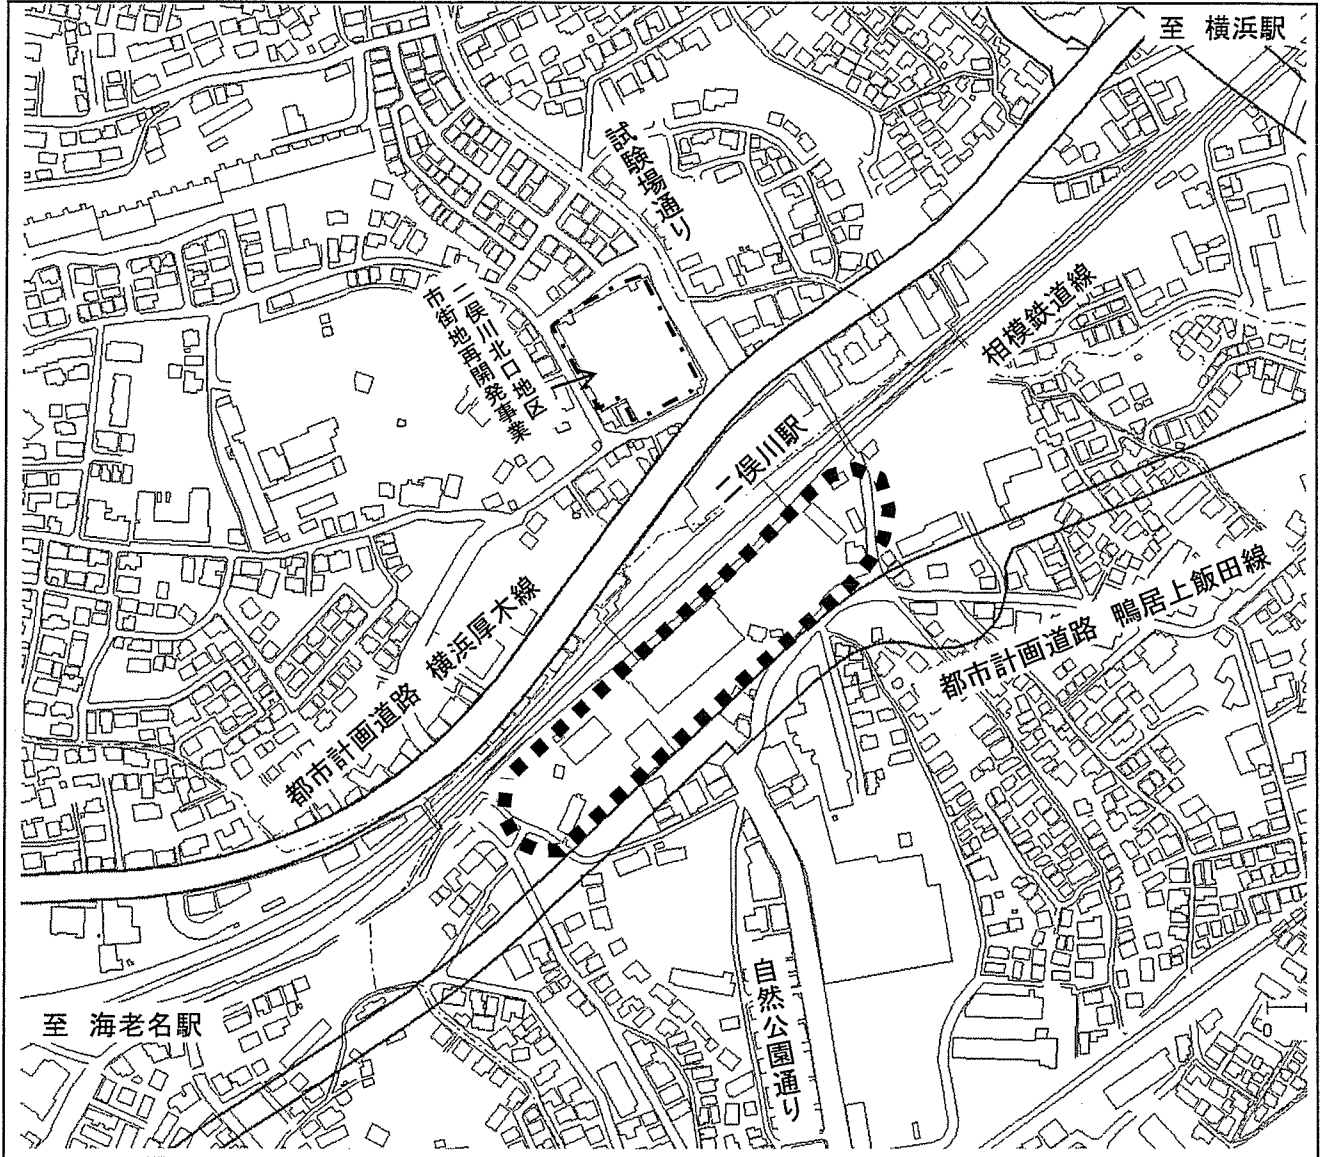 至 横浜駅
試験場通り
二俣川北口地区
市街地再開発事業
相模鉄道線
二俣川駅
都市計画道路 横浜厚木線
都市計画道路 鴨居上飯田線
自然公園通り
至 海老名駅
0